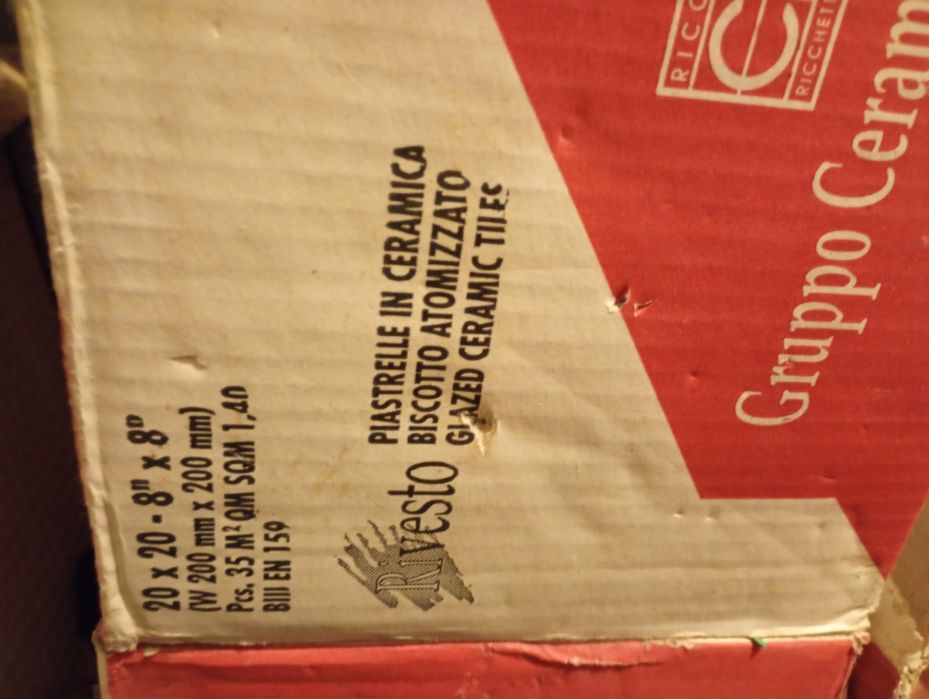 20 x 20 - 8" x 8"
(W 200 mm x 200 mm)
Pcs. 35 M² QM SQM 1,40
BIII EN 159
Rivesto
PIASTRELLE IN CERAMICA
BISCOTTO ATOMIZZATO
GLAZED CERAMIC TILES
RICCHETTI
Gruppo Ceram